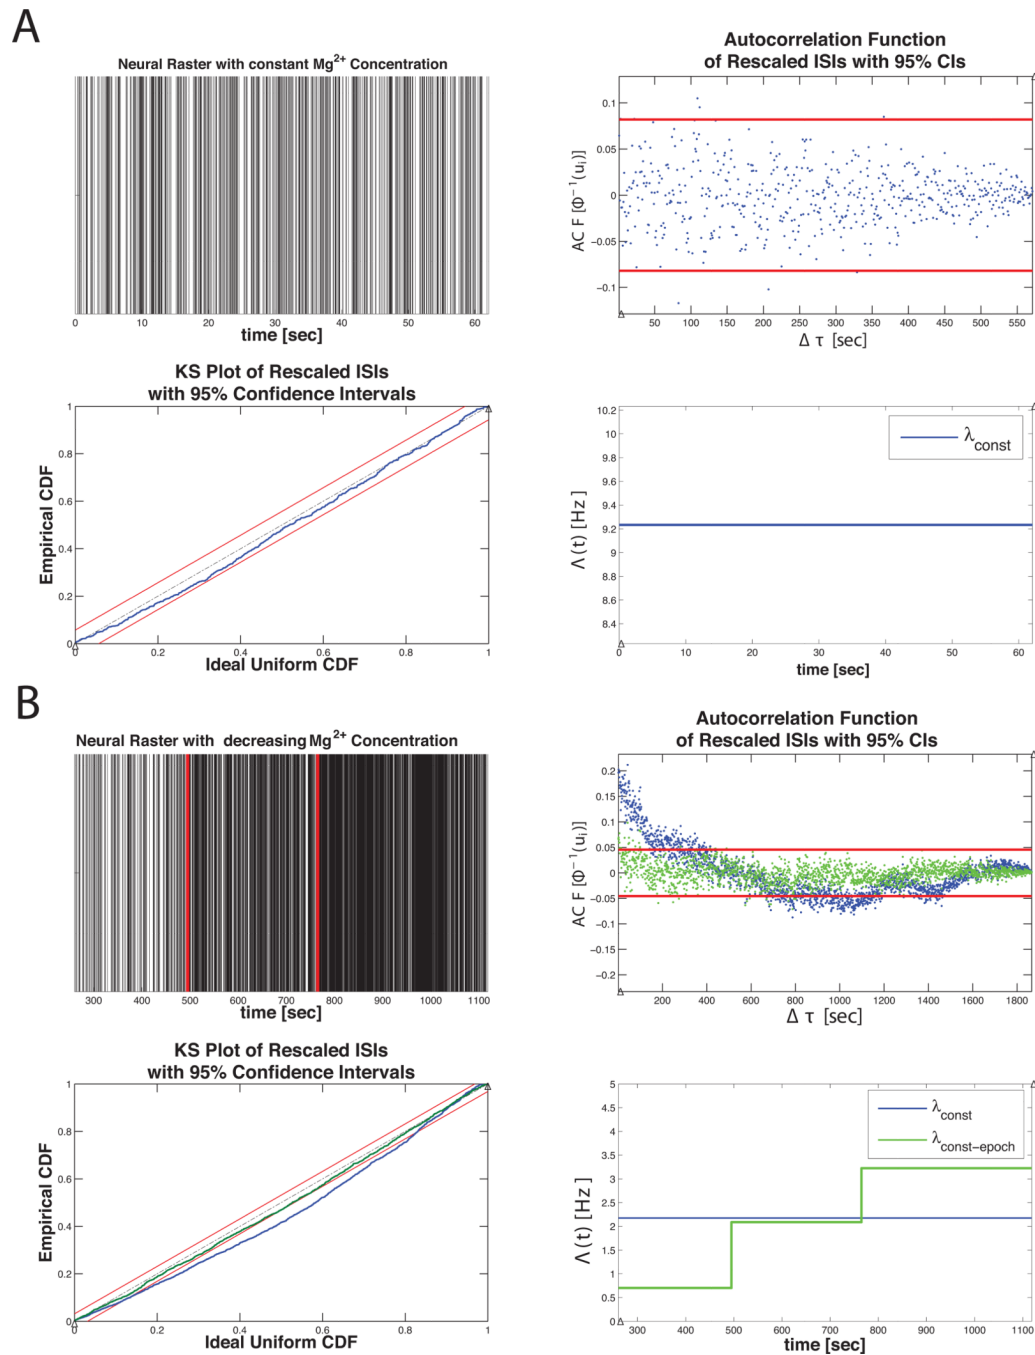 A
Neural Raster with constant Mg2+ Concentration
0 10 20 30 40 50 60
time [sec]
Autocorrelation Function
of Rescaled ISIs with 95% CIs
0.1
0.05
0
−0.05
−0.1
AC F [Φ−1(ui)]
50 100 150 200 250 300 350 400 450 500 550
Δ τ [sec]
KS Plot of Rescaled ISIs
with 95% Confidence Intervals
1
0.8
0.6
0.4
0.2
0
Empirical CDF
0 0.2 0.4 0.6 0.8 1
Ideal Uniform CDF
10.2
10
9.8
9.6
9.4
9.2
9
8.8
8.6
8.4
Λ(t) [Hz]
λconst
0 10 20 30 40 50 60
time [sec]
B
Neural Raster with decreasing Mg2+ Concentration
300 400 500 600 700 800 900 1000 1100
time [sec]
Autocorrelation Function
of Rescaled ISIs with 95% CIs
0.2
0.15
0.1
0.05
0
−0.05
−0.1
−0.15
−0.2
AC F [Φ−1(ui)]
200 400 600 800 1000 1200 1400 1600 1800
Δ τ [sec]
KS Plot of Rescaled ISIs
with 95% Confidence Intervals
1
0.8
0.6
0.4
0.2
0
Empirical CDF
0 0.2 0.4 0.6 0.8 1
Ideal Uniform CDF
5
4.5
4
3.5
3
2.5
2
1.5
1
0.5
0
Λ(t) [Hz]
λconst
λconst−epoch
300 400 500 600 700 800 900 1000 1100
time [sec]